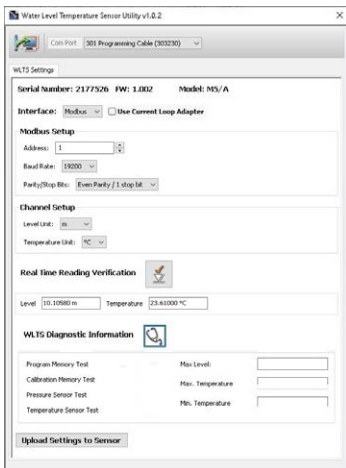 Water Level Temperature Sensor Utility v1.0.2
Com Port 301 Programming Cable (303230)
WLTS Settings
Serial Number: 2177526 FW: 1.002 Model: M5/A
Interface: Modbus Use Current Loop Adapter
Modbus Setup
Address: 1
Baud Rate: 19200
Parity/Stop Bits: Even Parity / 1 stop bit
Channel Setup
Level Unit: m
Temperature Unit: °C
Real Time Reading Verification
Level 10.10580 m Temperature 23.61000 °C
WLTS Diagnostic Information
Program Memory Test Max Level:
Calibration Memory Test Max. Temperature
Pressure Sensor Test Min. Temperature
Temperature Sensor Test
Upload Settings to Sensor